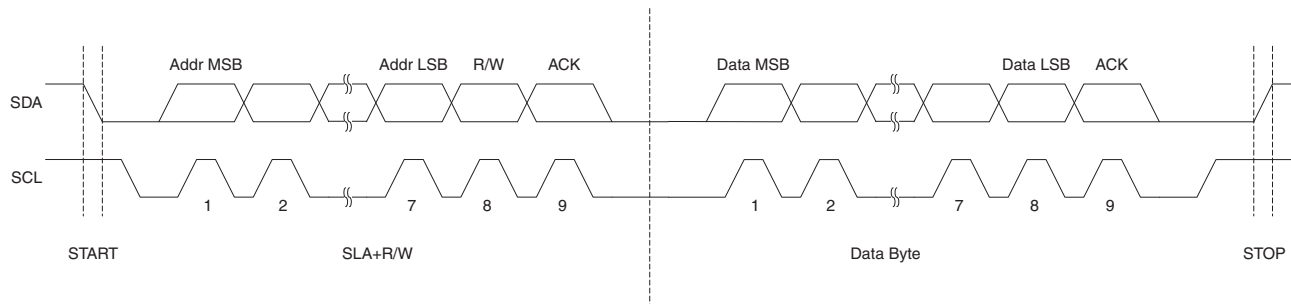 Addr MSB Addr LSB R/W ACK Data MSB Data LSB ACK
SDA
SCL
1 2 7 8 9 1 2 7 8 9
START SLA+R/W Data Byte STOP